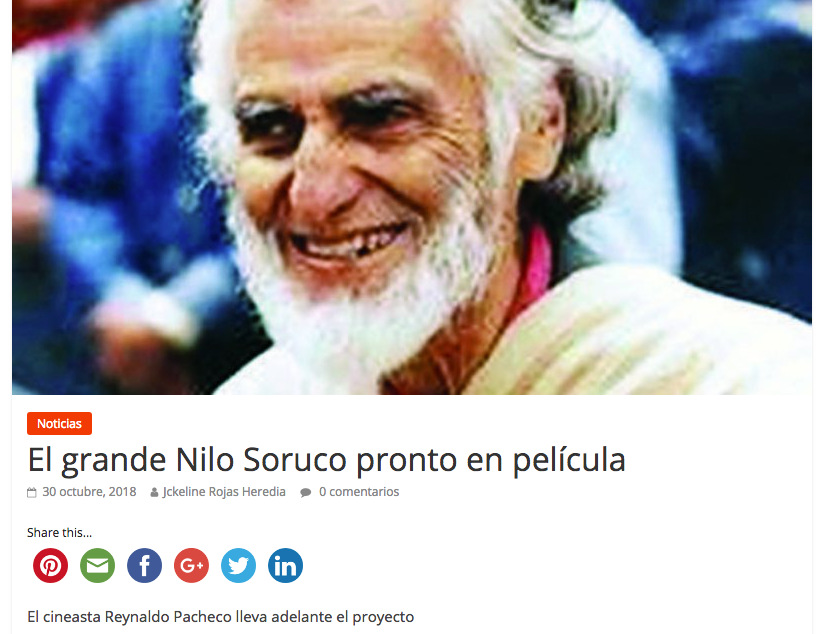 Noticias
El grande Nilo Soruco pronto en película
30 octubre, 2018 Jckeline Rojas Heredia 0 comentarios
Share this...
f G+ in
El cineasta Reynaldo Pacheco lleva adelante el proyecto